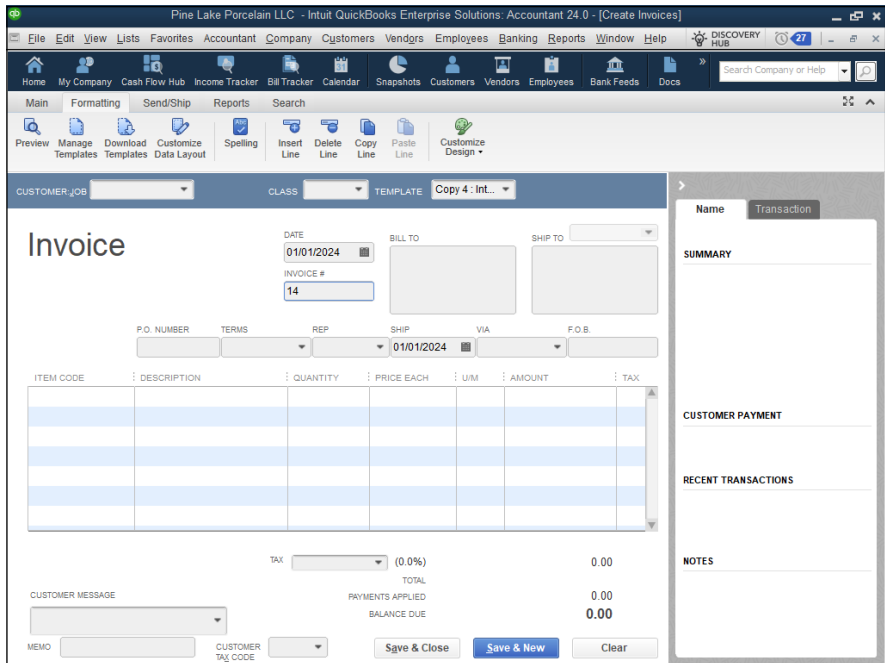 qb Pine Lake Porcelain LLC - Intuit QuickBooks Enterprise Solutions: Accountant 24.0 - [Create Invoices]
File Edit View Lists Favorites Accountant Company Customers Vendors Employees Banking Reports Window Help DISCOVERY HUB 27
Home My Company Cash Flow Hub Income Tracker Bill Tracker Calendar Snapshots Customers Vendors Employees Bank Feeds Docs » Search Company or Help
31
Main Formatting Send/Ship Reports Search
ABC
Preview Manage Templates Download Templates Customize Data Layout Spelling Insert Line Delete Line Copy Line Paste Line Customize Design
CUSTOMER:JOB CLASS TEMPLATE Copy 4 : Int...
Name Transaction
Invoice
DATE
01/01/2024
INVOICE #
14
BILL TO
SHIP TO
SUMMARY
P.O. NUMBER TERMS REP SHIP VIA F.O.B.
01/01/2024
ITEM CODE DESCRIPTION QUANTITY PRICE EACH U/M AMOUNT TAX
CUSTOMER PAYMENT
RECENT TRANSACTIONS
TAX (0.0%) 0.00
NOTES
TOTAL
CUSTOMER MESSAGE
PAYMENTS APPLIED 0.00
BALANCE DUE 0.00
MEMO CUSTOMER TAX CODE Save & Close Save & New Clear